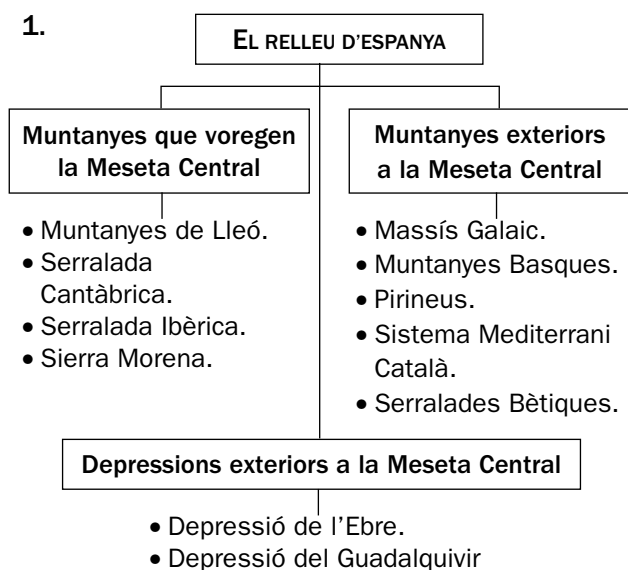 1.
EL RELLEU D'ESPANYA
Muntanyes que voregen
la Meseta Central
• Muntanyes de Lleó.
• Serralada
Cantàbrica.
• Serralada Ibèrica.
• Sierra Morena.
Muntanyes exteriors
a la Meseta Central
• Massís Galaic.
• Muntanyes Basques.
• Pirineus.
• Sistema Mediterrani
Català.
• Serralades Bètiques.
Depressions exteriors a la Meseta Central
• Depressió de l'Ebre.
• Depressió del Guadalquivir